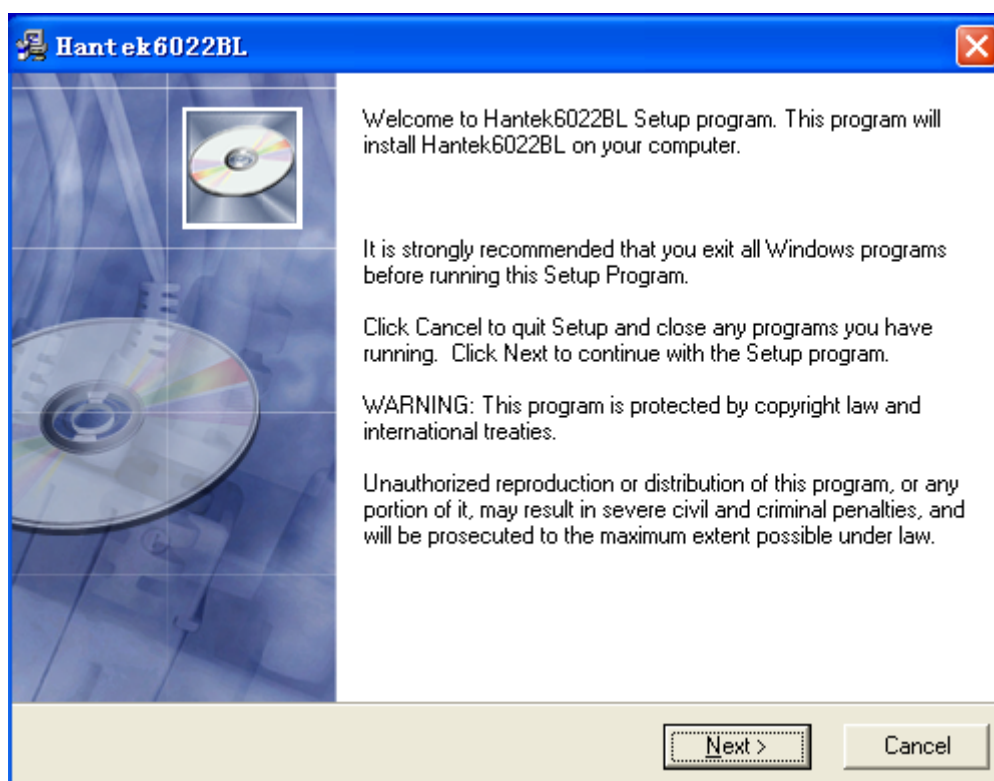 Hantek6022BL
Welcome to Hantek6022BL Setup program. This program will
install Hantek6022BL on your computer.
It is strongly recommended that you exit all Windows programs
before running this Setup Program.
Click Cancel to quit Setup and close any programs you have
running.  Click Next to continue with the Setup program.
WARNING: This program is protected by copyright law and
international treaties.
Unauthorized reproduction or distribution of this program, or any
portion of it, may result in severe civil and criminal penalties, and
will be prosecuted to the maximum extent possible under law.
Next >
Cancel